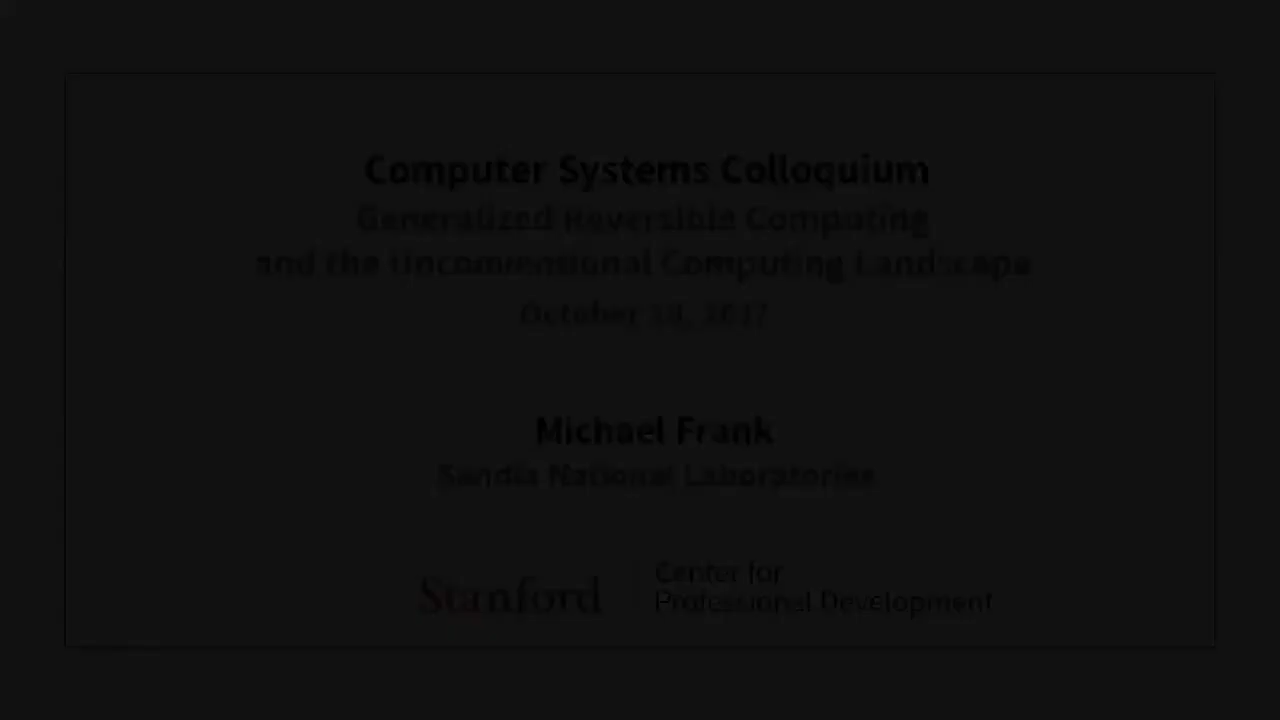 Computer Systems Colloquium
Generalized Reversible Computing
and the Unconventional Computing Landscape
October 2017
Michael Frank
Sandia National Laboratories
Stanford
Center for
Professional Development